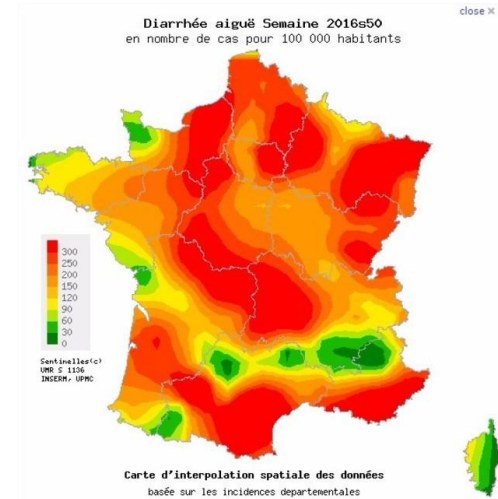 close ×
Diarrhée aiguë Semaine 2016s50
en nombre de cas pour 100 000 habitants
300
250
200
150
120
90
60
30
0
Sentinelles(c)
UMR S 1136
INSERM, UPMC
Carte d'interpolation spatiale des données
basée sur les incidences departementales